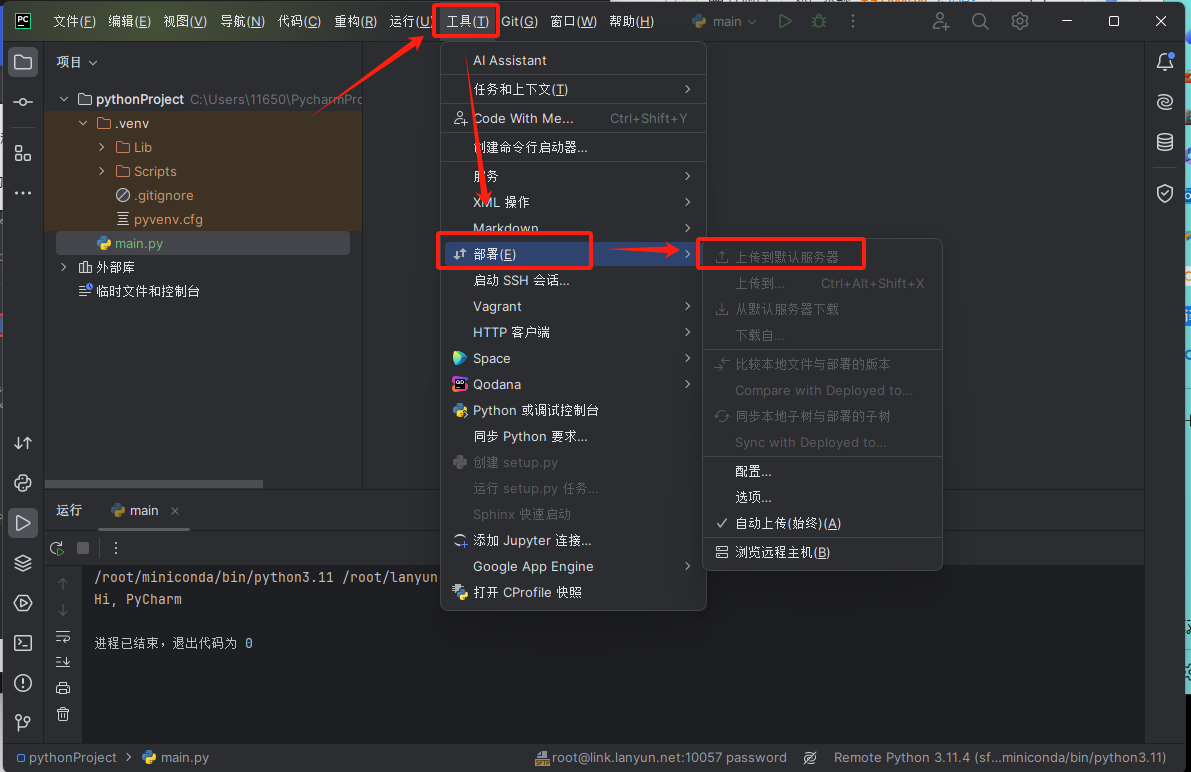 PC 文件(F) 编辑(E) 视图(V) 导航(N) 代码(C) 重构(R) 运行(U) 工具(T) Git(G) 窗口(W) 帮助(H) main
项目
pythonProject C:\Users\11650\PycharmPro
.venv
Lib
Scripts
.gitignore
pyvenv.cfg
main.py
外部库
临时文件和控制台
AI Assistant
任务和上下文(T)
Code With Me... Ctrl+Shift+Y
创建命令行启动器...
服务
XML 操作
Markdown
部署(E)
启动 SSH 会话...
Vagrant
HTTP 客户端
Space
QD Qodana
Python 或调试控制台
同步 Python 要求...
创建 setup.py
运行 setup.py 任务...
Sphinx 快速启动
添加 Jupyter 连接...
Google App Engine
打开 CProfile 快照
上传到默认服务器
上传到... Ctrl+Alt+Shift+X
从默认服务器下载
下载自...
比较本地文件与部署的版本
Compare with Deployed to...
同步本地子树与部署的子树
Sync with Deployed to...
配置...
选项...
自动上传(始终)(A)
浏览远程主机(B)
运行 main
/root/miniconda/bin/python3.11 /root/lanyun
Hi, PyCharm
进程已结束，退出代码为 0
pythonProject main.py
SFTP root@link.lanyun.net:10057 password Remote Python 3.11.4 (sf...miniconda/bin/python3.11)